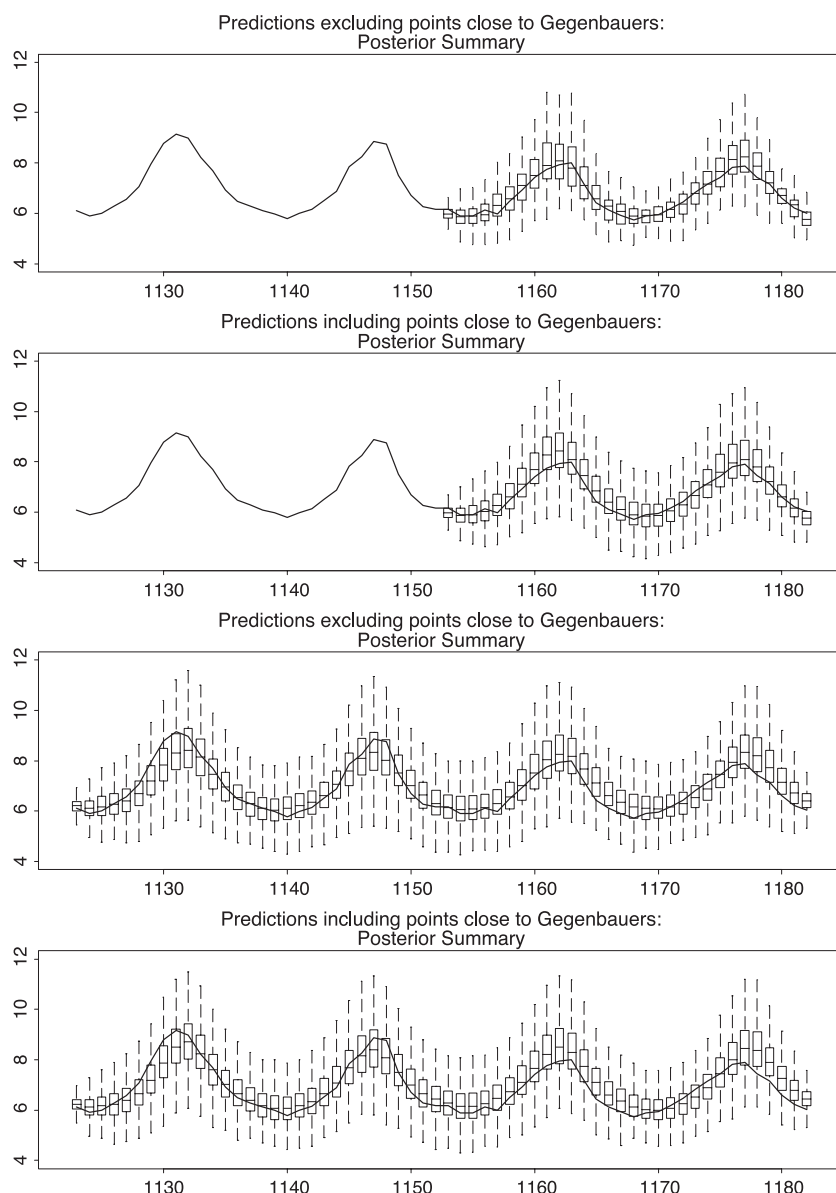 Predictions excluding points close to Gegenbauers:
Posterior Summary
12
10
8
6
4
1130 1140 1150 1160 1170 1180
Predictions including points close to Gegenbauers:
Posterior Summary
12
10
8
6
4
1130 1140 1150 1160 1170 1180
Predictions excluding points close to Gegenbauers:
Posterior Summary
12
10
8
6
4
1130 1140 1150 1160 1170 1180
Predictions including points close to Gegenbauers:
Posterior Summary
12
10
8
6
4
1130 1140 1150 1160 1170 1180